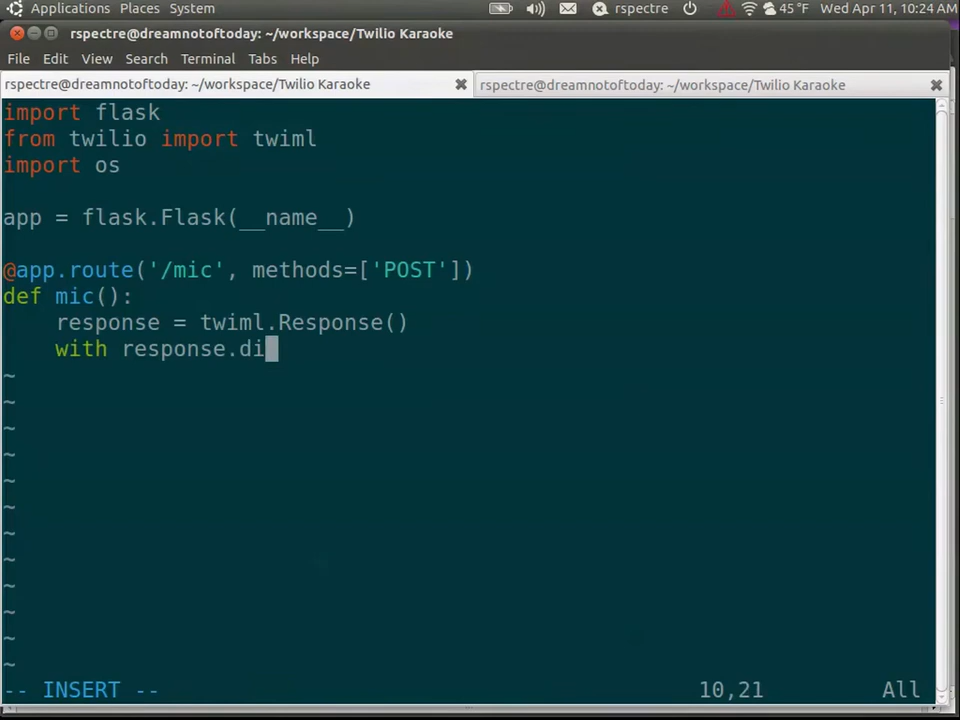 Applications Places System rspectre 45 °F Wed Apr 11, 10:24 AM
rspectre@dreamnotoftoday: ~/workspace/Twilio Karaoke
File Edit View Search Terminal Tabs Help
rspectre@dreamnotoftoday: ~/workspace/Twilio Karaoke rspectre@dreamnotoftoday: ~/workspace/Twilio Karaoke
import flask
from twilio import twiml
import os
app = flask.Flask(__name__)
@app.route('/mic', methods=['POST'])
def mic():
    response = twiml.Response()
    with response.di
~
~
~
~
~
~
~
~
~
~
~
~
-- INSERT -- 10,21 All